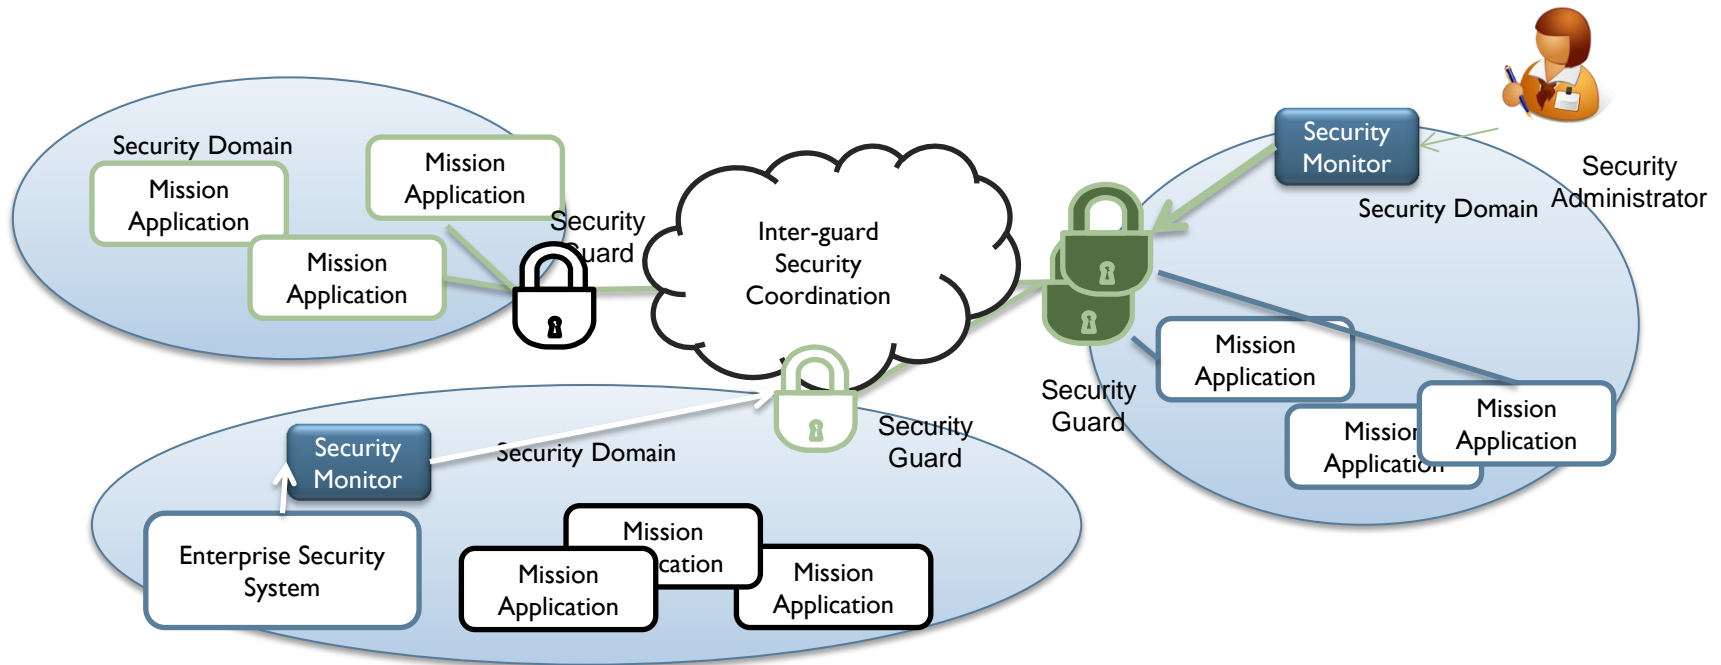 Security Domain
Mission
Application
Mission
Application
Mission
Application
Security
Guard
Inter-guard
Security
Coordination
Security
Monitor
Security
Administrator
Security Domain
Mission
Application
Mission
Application
Mission
Application
Security
Guard
Security
Guard
Security
Monitor
Security Domain
Enterprise Security
System
Mission
cation
Mission
Application
Mission
Application